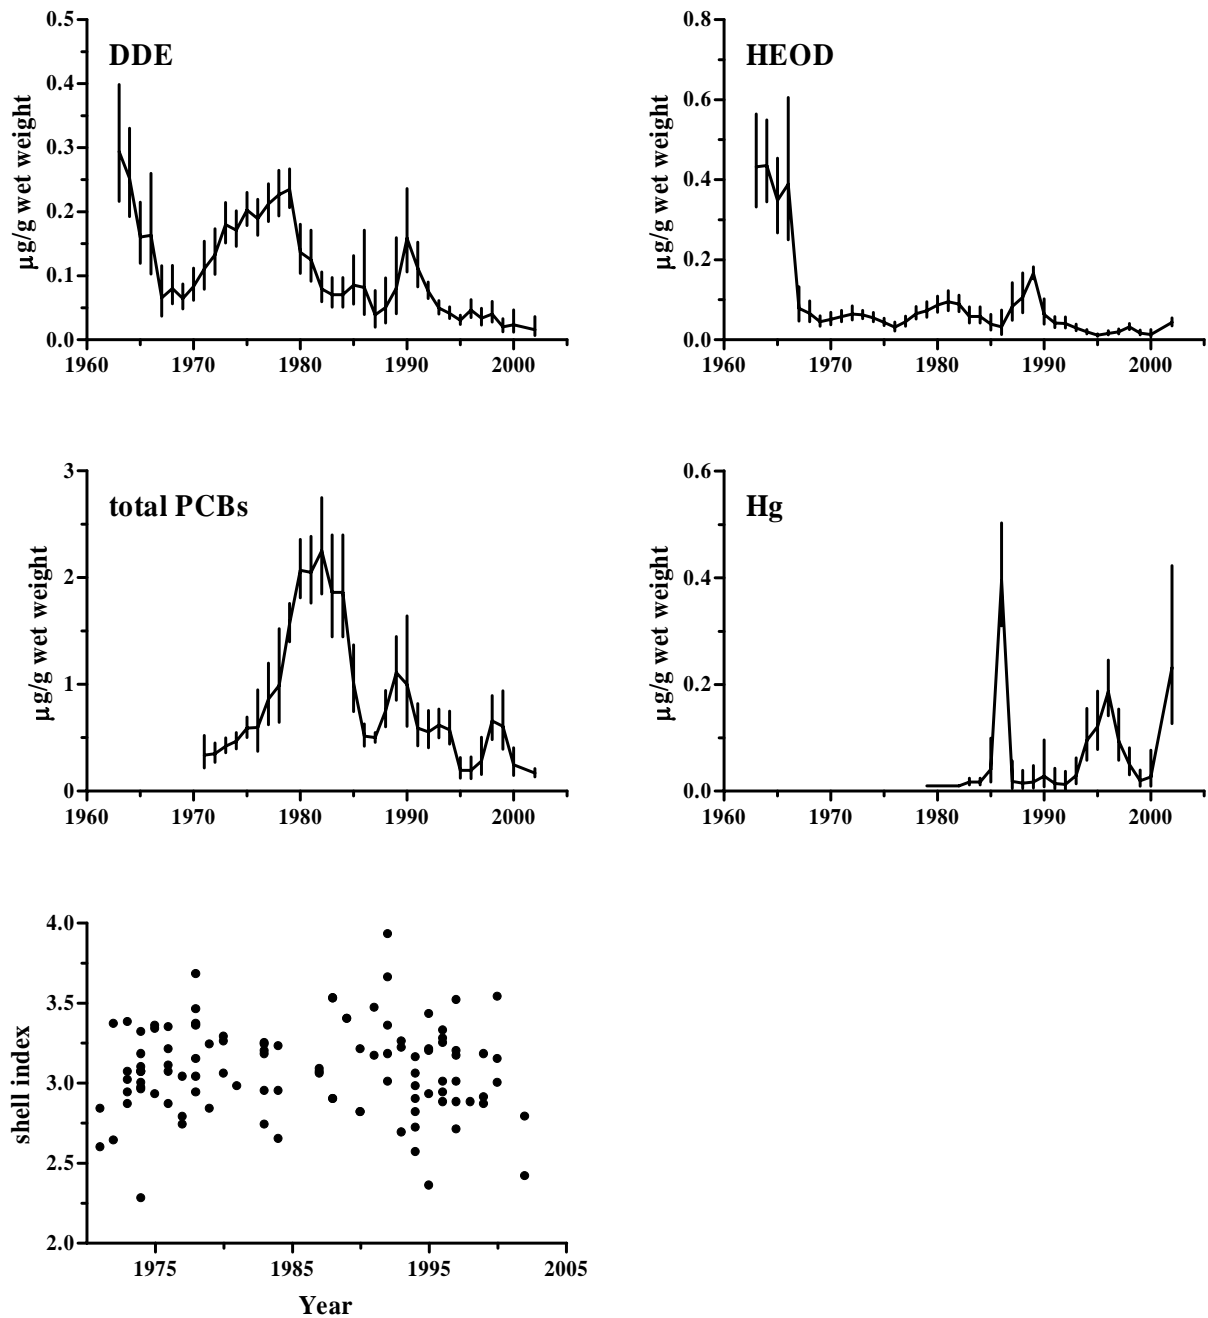 DDE
µg/g wet weight
0.5
0.4
0.3
0.2
0.1
0.0
1960 1970 1980 1990 2000
HEOD
µg/g wet weight
0.8
0.6
0.4
0.2
0.0
1960 1970 1980 1990 2000
total PCBs
µg/g wet weight
3
2
1
0
1960 1970 1980 1990 2000
Hg
µg/g wet weight
0.6
0.4
0.2
0.0
1960 1970 1980 1990 2000
shell index
4.0
3.5
3.0
2.5
2.0
1975 1985 1995 2005
Year